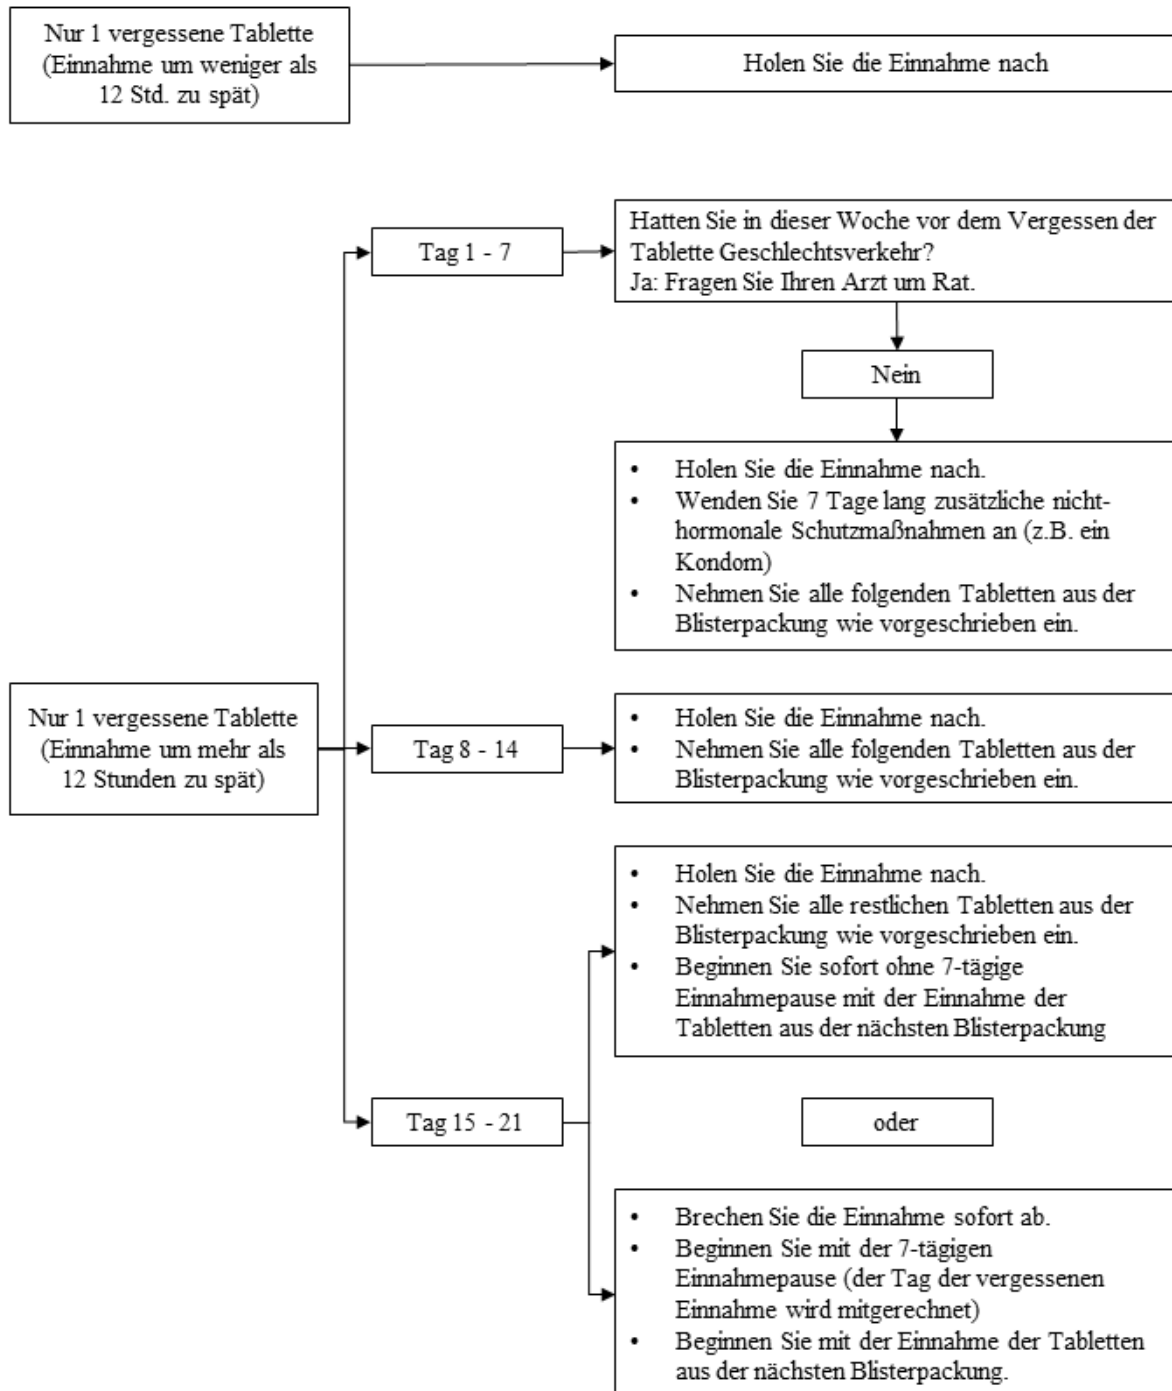 Nur 1 vergessene Tablette
(Einnahme um weniger als
12 Std. zu spät)
Holen Sie die Einnahme nach
Hatten Sie in dieser Woche vor dem Vergessen der
Tablette Geschlechtsverkehr?
Ja: Fragen Sie Ihren Arzt um Rat.
Tag 1 - 7
Nein
• Holen Sie die Einnahme nach.
• Wenden Sie 7 Tage lang zusätzliche nicht-
hormonale Schutzmaßnahmen an (z.B. ein
Kondom)
• Nehmen Sie alle folgenden Tabletten aus der
Blisterpackung wie vorgeschrieben ein.
Nur 1 vergessene Tablette
(Einnahme um mehr als
12 Stunden zu spät)
Tag 8 - 14
• Holen Sie die Einnahme nach.
• Nehmen Sie alle folgenden Tabletten aus der
Blisterpackung wie vorgeschrieben ein.
• Holen Sie die Einnahme nach.
• Nehmen Sie alle restlichen Tabletten aus der
Blisterpackung wie vorgeschrieben ein.
• Beginnen Sie sofort ohne 7-tägige
Einnahmepause mit der Einnahme der
Tabletten aus der nächsten Blisterpackung
Tag 15 - 21
oder
• Brechen Sie die Einnahme sofort ab.
• Beginnen Sie mit der 7-tägigen
Einnahmepause (der Tag der vergessenen
Einnahme wird mitgerechnet)
• Beginnen Sie mit der Einnahme der Tabletten
aus der nächsten Blisterpackung.